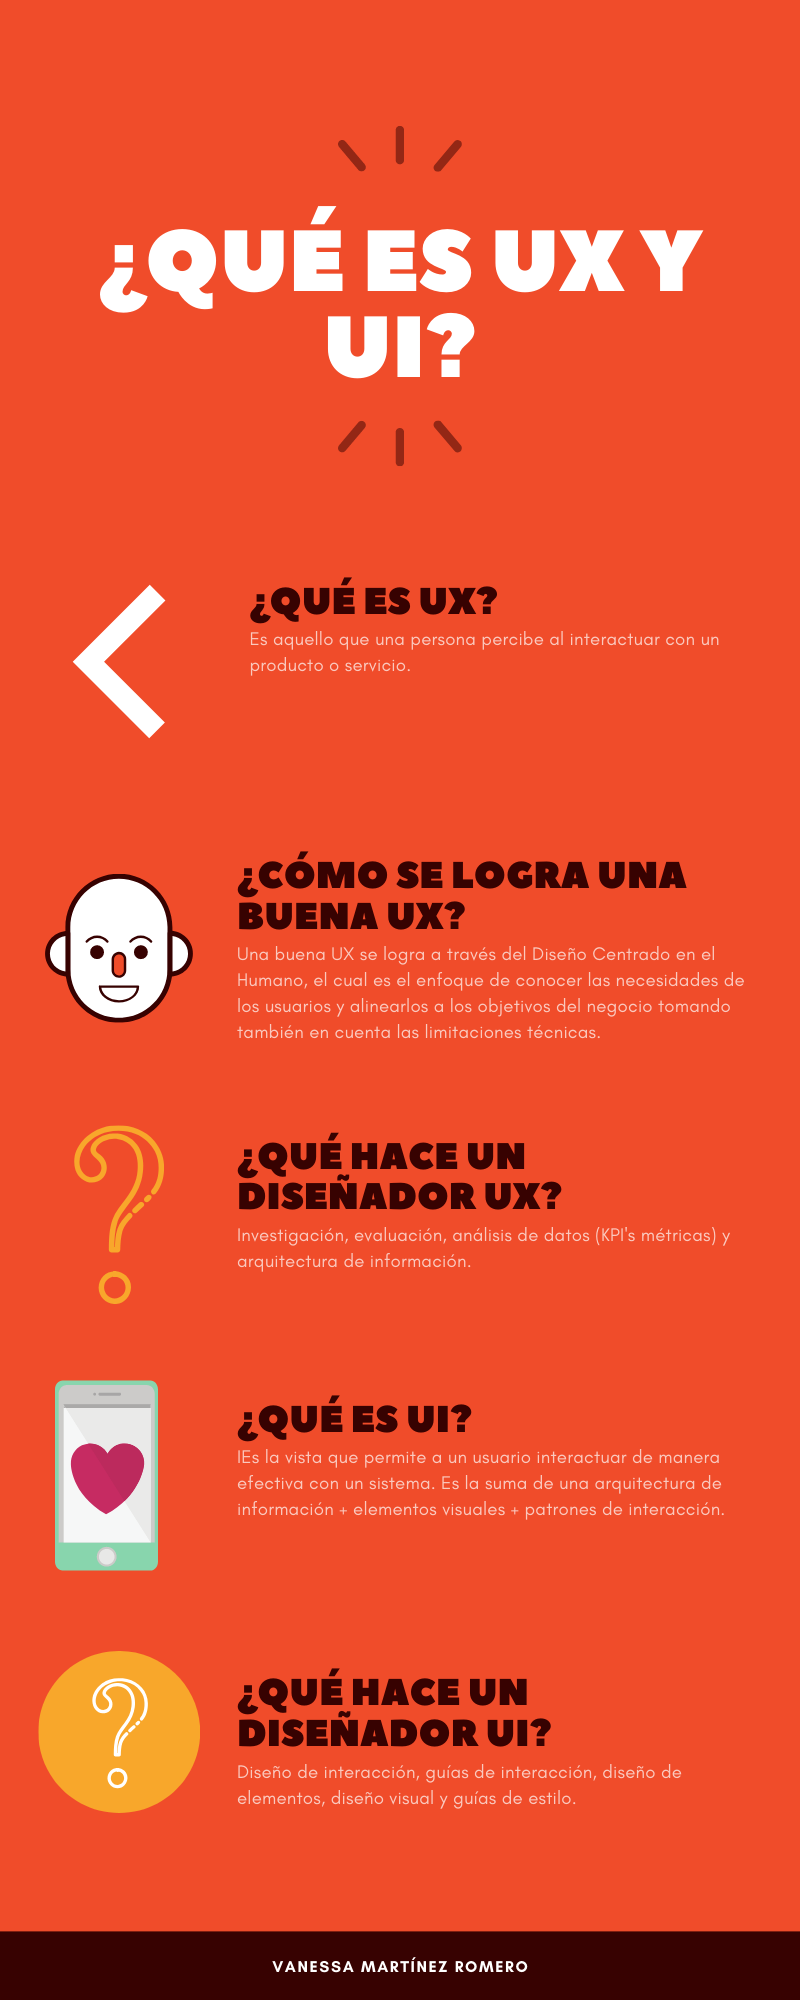 ¿QUÉ ES UX Y
UI?
¿QUÉ ES UX?
Es aquello que una persona percibe al interactuar con un
producto o servicio.
¿CÓMO SE LOGRA UNA
BUENA UX?
Una buena UX se logra a través del Diseño Centrado en el
Humano, el cual es el enfoque de conocer las necesidades de
los usuarios y alinearlos a los objetivos del negocio tomando
también en cuenta las limitaciones técnicas.
¿QUÉ HACE UN
DISEÑADOR UX?
Investigación, evaluación, análisis de datos (KPI's métricas) y
arquitectura de información.
¿QUÉ ES UI?
IEs la vista que permite a un usuario interactuar de manera
efectiva con un sistema. Es la suma de una arquitectura de
información + elementos visuales + patrones de interacción.
¿QUÉ HACE UN
DISEÑADOR UI?
Diseño de interacción, guías de interacción, diseño de
elementos, diseño visual y guías de estilo.
VANESSA MARTÍNEZ ROMERO